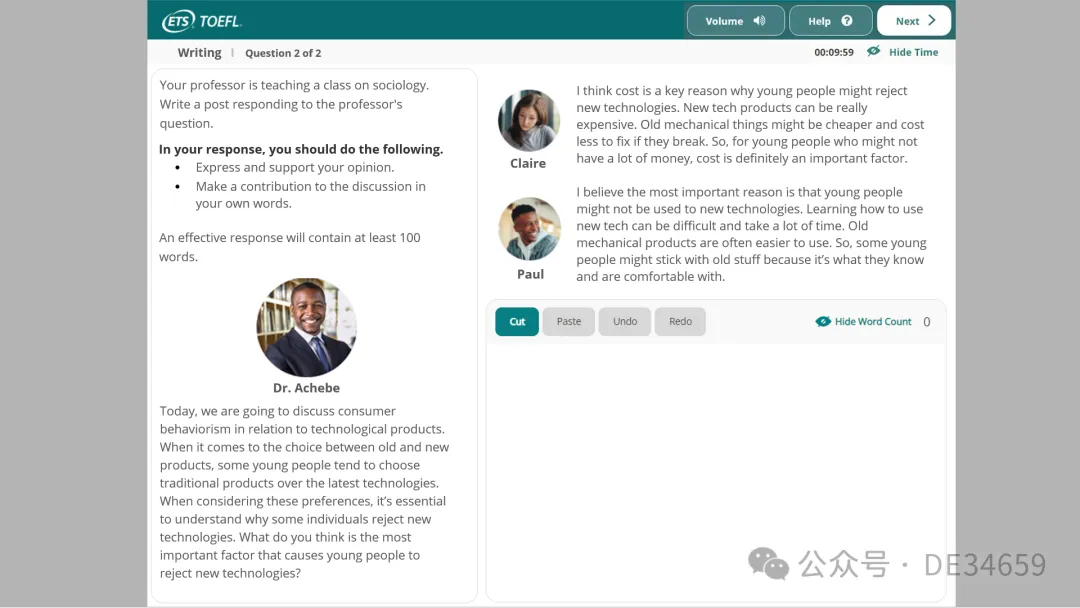 ETS TOEFL
Volume
Help
Next
Writing | Question 2 of 2
00:09:59
Hide Time
Your professor is teaching a class on sociology.
Write a post responding to the professor's
question.
In your response, you should do the following.
• Express and support your opinion.
• Make a contribution to the discussion in
your own words.
An effective response will contain at least 100
words.
Dr. Achebe
Today, we are going to discuss consumer
behaviorism in relation to technological products.
When it comes to the choice between old and new
products, some young people tend to choose
traditional products over the latest technologies.
When considering these preferences, it's essential
to understand why some individuals reject new
technologies. What do you think is the most
important factor that causes young people to
reject new technologies?
I think cost is a key reason why young people might reject
new technologies. New tech products can be really
expensive. Old mechanical things might be cheaper and cost
less to fix if they break. So, for young people who might not
have a lot of money, cost is definitely an important factor.
Claire
I believe the most important reason is that young people
might not be used to new technologies. Learning how to use
new tech can be difficult and take a lot of time. Old
mechanical products are often easier to use. So, some young
people might stick with old stuff because it's what they know
and are comfortable with.
Paul
Cut
Paste
Undo
Redo
Hide Word Count 0
公众号 · DE34659